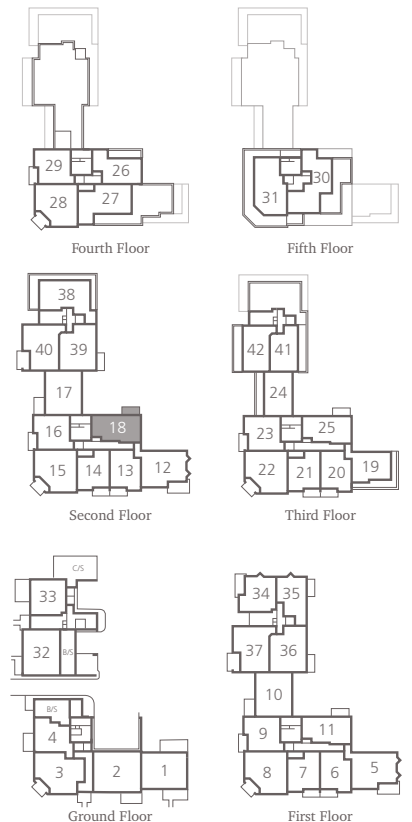 29
26
27
28
Fourth Floor
30
31
Fifth Floor
38
40 39
17
16 18
15 14 13 12
Second Floor
42 41
24
23 25
22 21 20 19
Third Floor
C/S
33
32 B/S
B/S
4
3 2 1
Ground Floor
34 35
37 36
10
9 11
8 7 6 5
First Floor